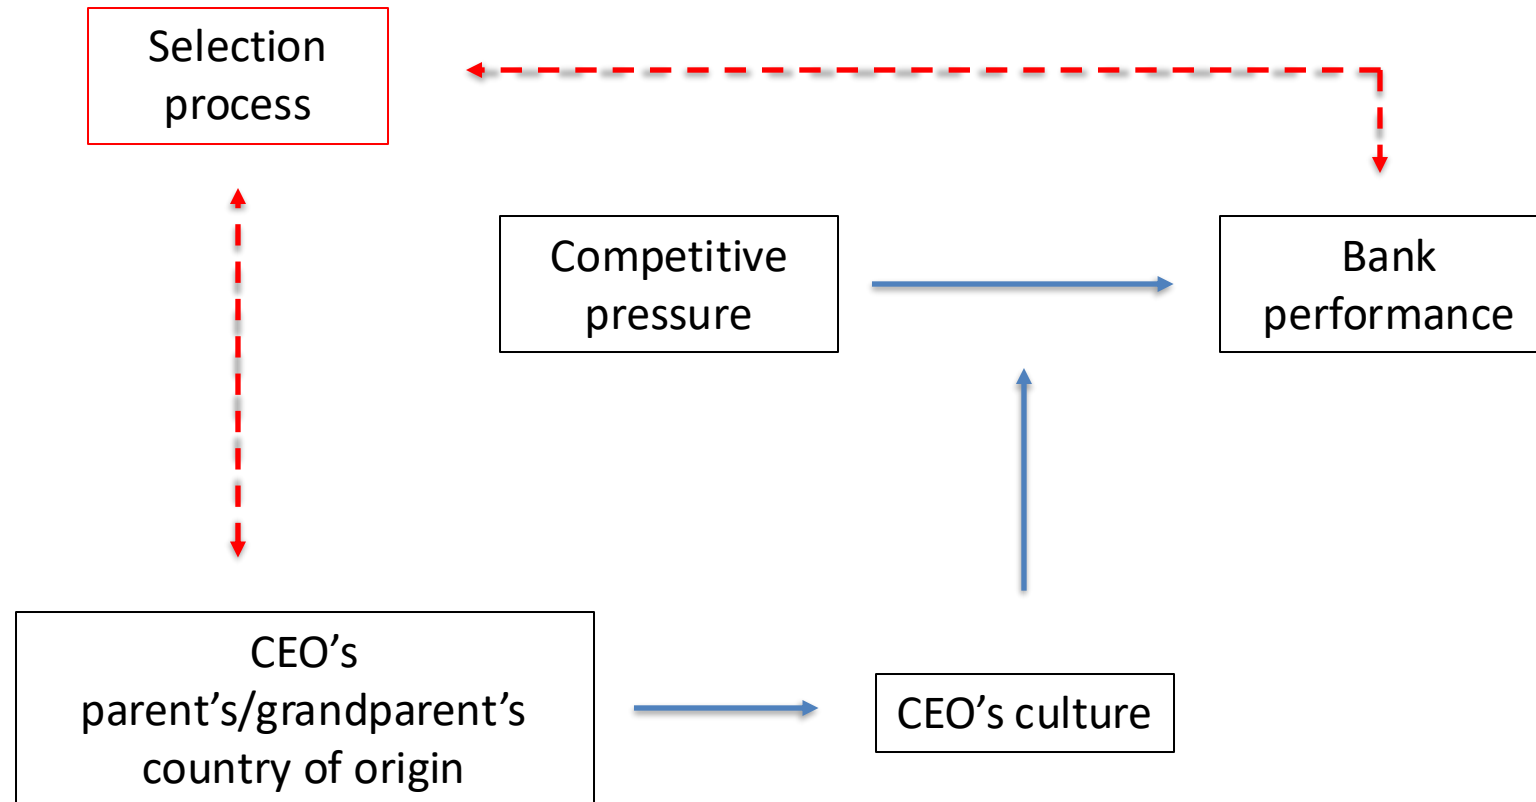 Selection
process
Competitive
pressure
Bank
performance
CEO’s
parent’s/grandparent’s
country of origin
CEO’s culture